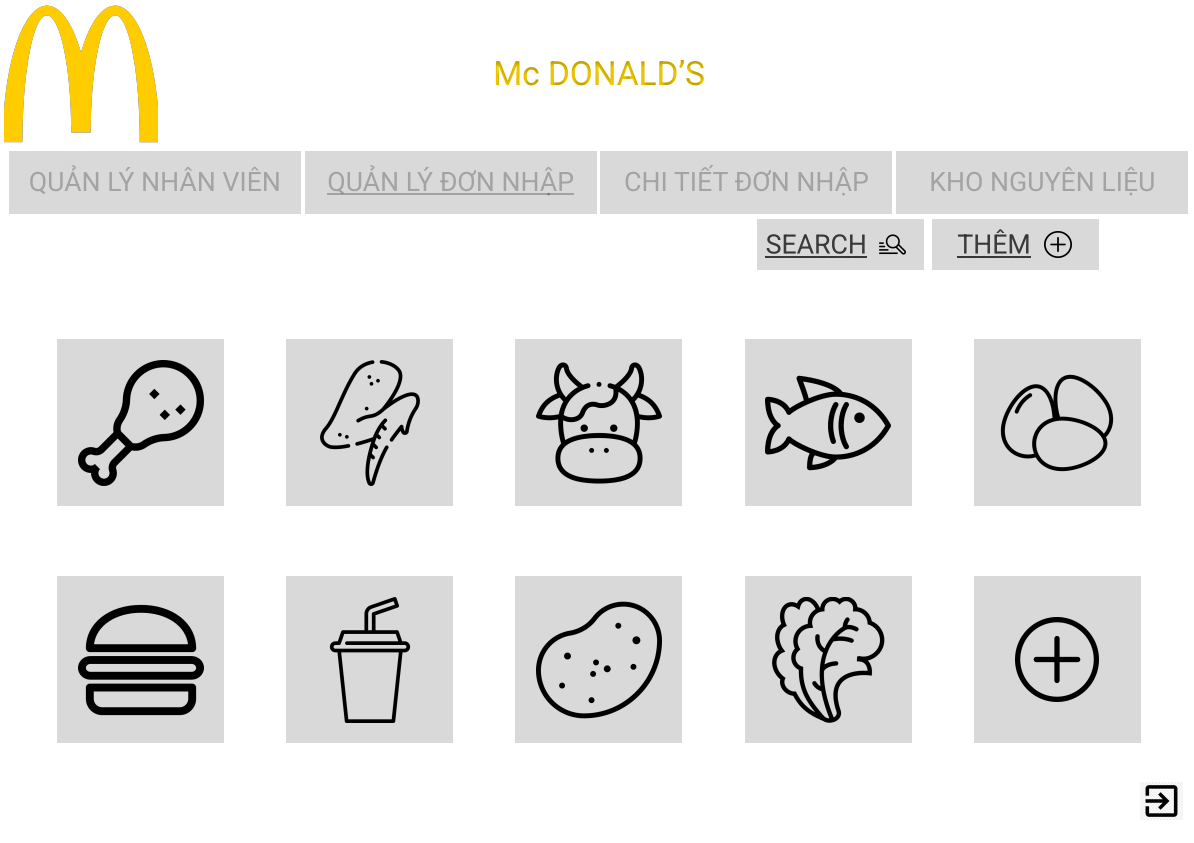 Mc DONALD’S
QUẢN LÝ NHÂN VIÊN
QUẢN LÝ ĐƠN NHẬP
CHI TIẾT ĐƠN NHẬP
KHO NGUYÊN LIỆU
SEARCH
THÊM